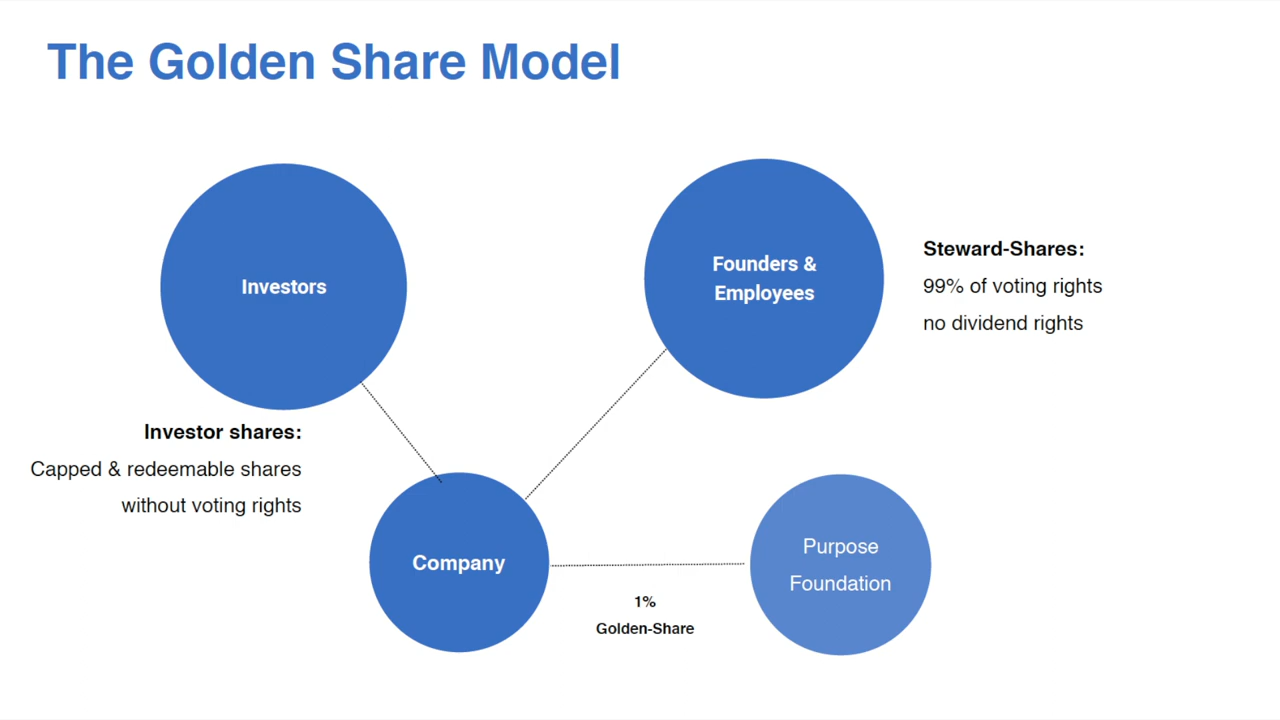 The Golden Share Model
Investors
Founders &
Employees
Steward-Shares:
99% of voting rights
no dividend rights
Investor shares:
Capped & redeemable shares
without voting rights
Company
Purpose
Foundation
1%
Golden-Share